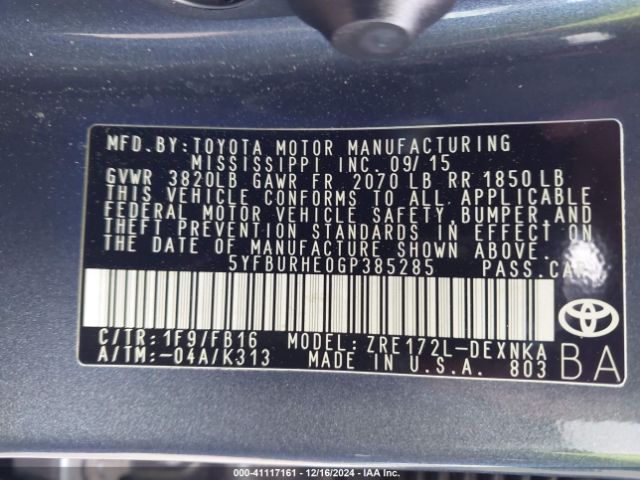 MFD. BY: TOYOTA MOTOR MANUFACTURING
MISSISSIPPI INC. 09/15
GVWR 3820LB GAWR FR 2070 LB RR 1850 LB
THIS VEHICLE CONFORMS TO ALL APPLICABLE
FEDERAL MOTOR VEHICLE SAFETY, BUMPER, AND
THEFT PREVENTION STANDARDS IN EFFECT ON
THE DATE OF MANUFACTURE SHOWN ABOVE.
5YFBURHE0GP385285 PASS. CAR
C/TR: 1F9/FB16 MODEL: ZRE172L-DEXNKA
A/TM: -04A/K313 MADE IN U.S.A. 803
BA
000-41117161 - 12/16/2024 - IAA Inc.